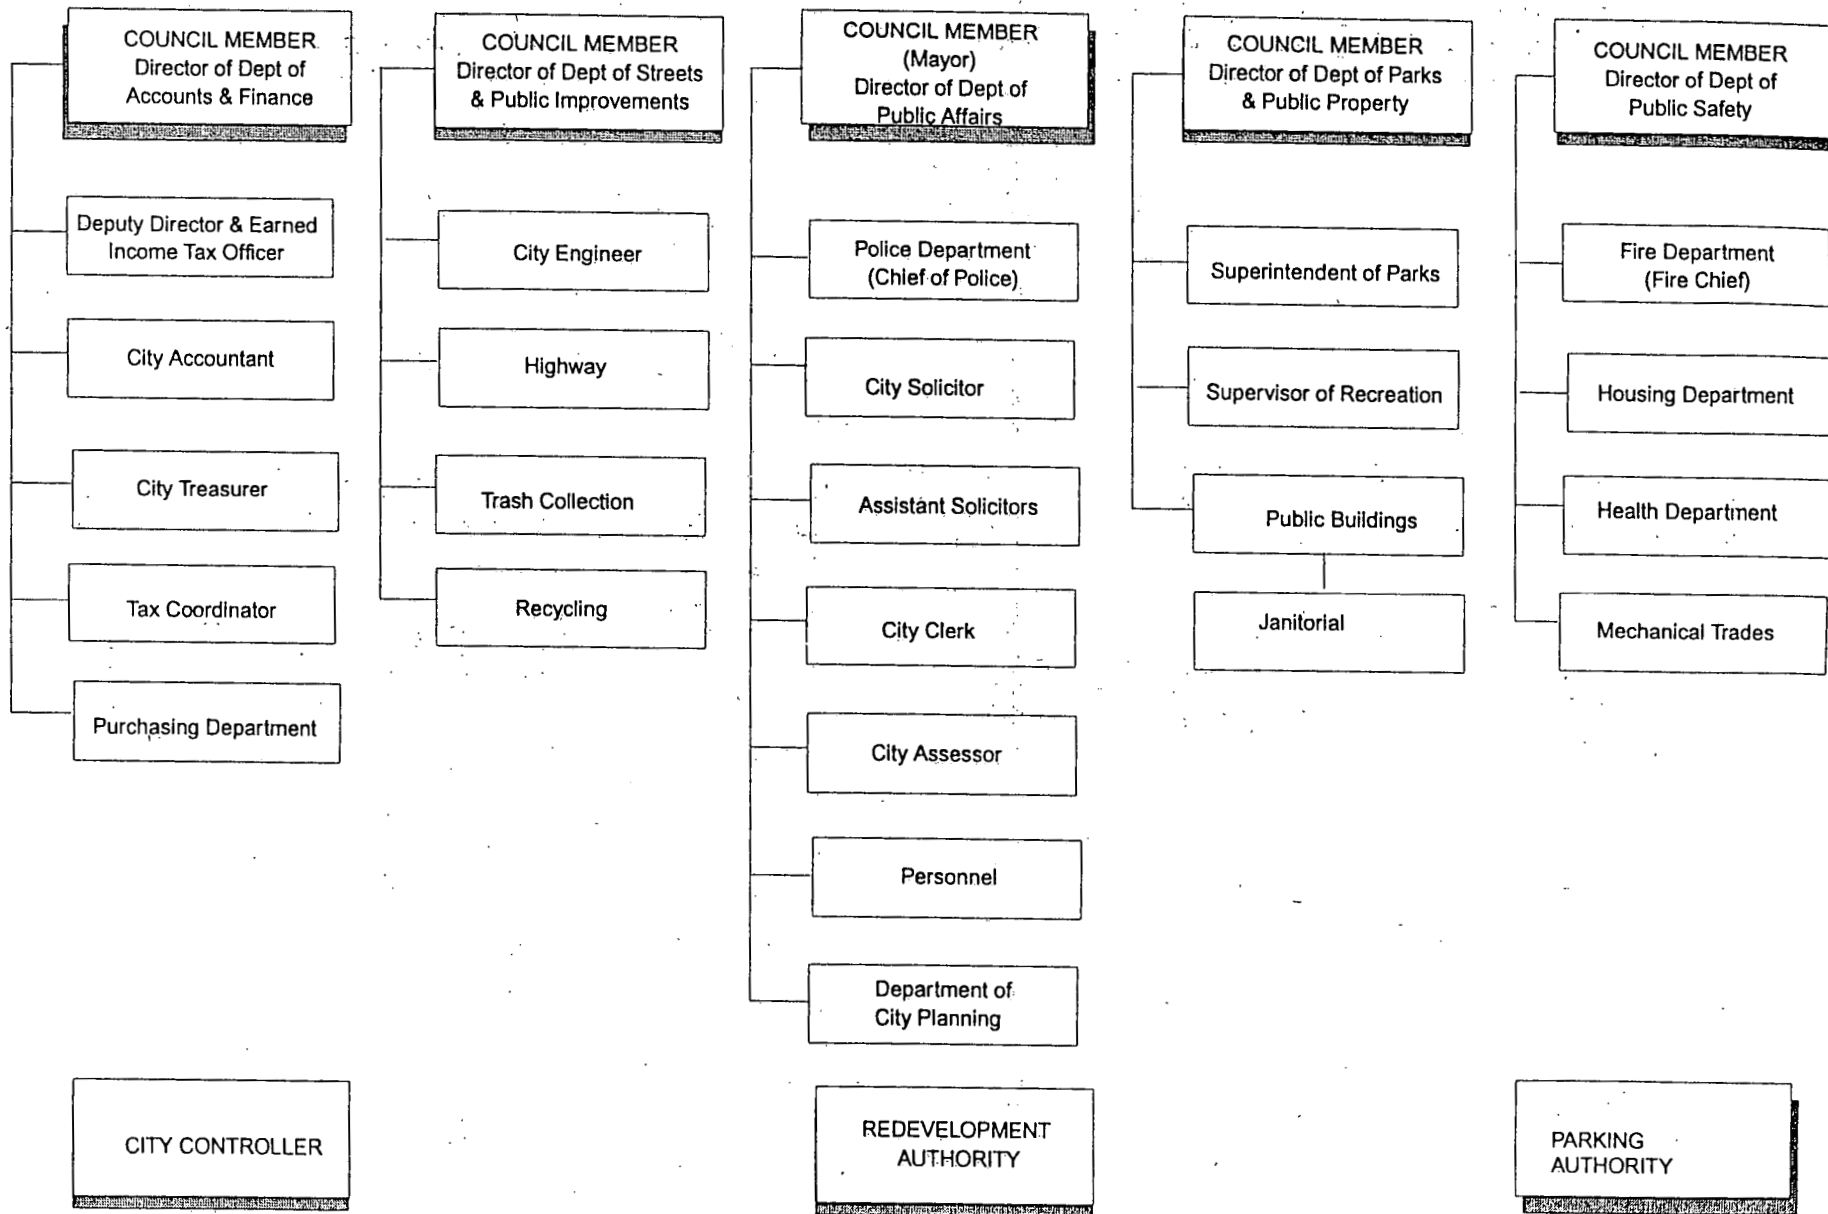 COUNCIL MEMBER
Director of Dept of
Accounts & Finance
Deputy Director & Earned
Income Tax Officer
City Accountant
City Treasurer
Tax Coordinator
Purchasing Department
COUNCIL MEMBER
Director of Dept of Streets
& Public Improvements
City Engineer
Highway
Trash Collection
Recycling
COUNCIL MEMBER
(Mayor)
Director of Dept of
Public Affairs
Police Department
(Chief of Police)
City Solicitor
Assistant Solicitors
City Clerk
City Assessor
Personnel
Department of
City Planning
COUNCIL MEMBER
Director of Dept of Parks
& Public Property
Superintendent of Parks
Supervisor of Recreation
Public Buildings
Janitorial
COUNCIL MEMBER
Director of Dept of
Public Safety
Fire Department
(Fire Chief)
Housing Department
Health Department
Mechanical Trades
CITY CONTROLLER
REDEVELOPMENT
AUTHORITY
PARKING
AUTHORITY